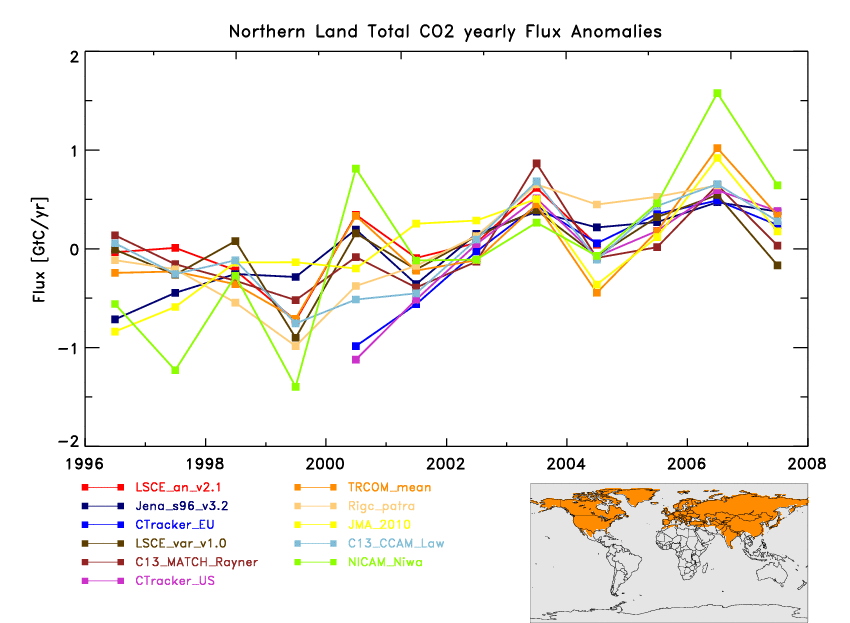 Northern Land Total CO2 yearly Flux Anomalies
2
1
0
−1
−2
Flux [GtC/yr]
1996 1998 2000 2002 2004 2006 2008
LSCE_an_v2.1 TRCOM_mean
Jena_s96_v3.2 Rigc_patra
CTracker_EU JMA_2010
LSCE_var_v1.0 C13_CCAM_Law
C13_MATCH_Rayner NICAM_Niwa
CTracker_US